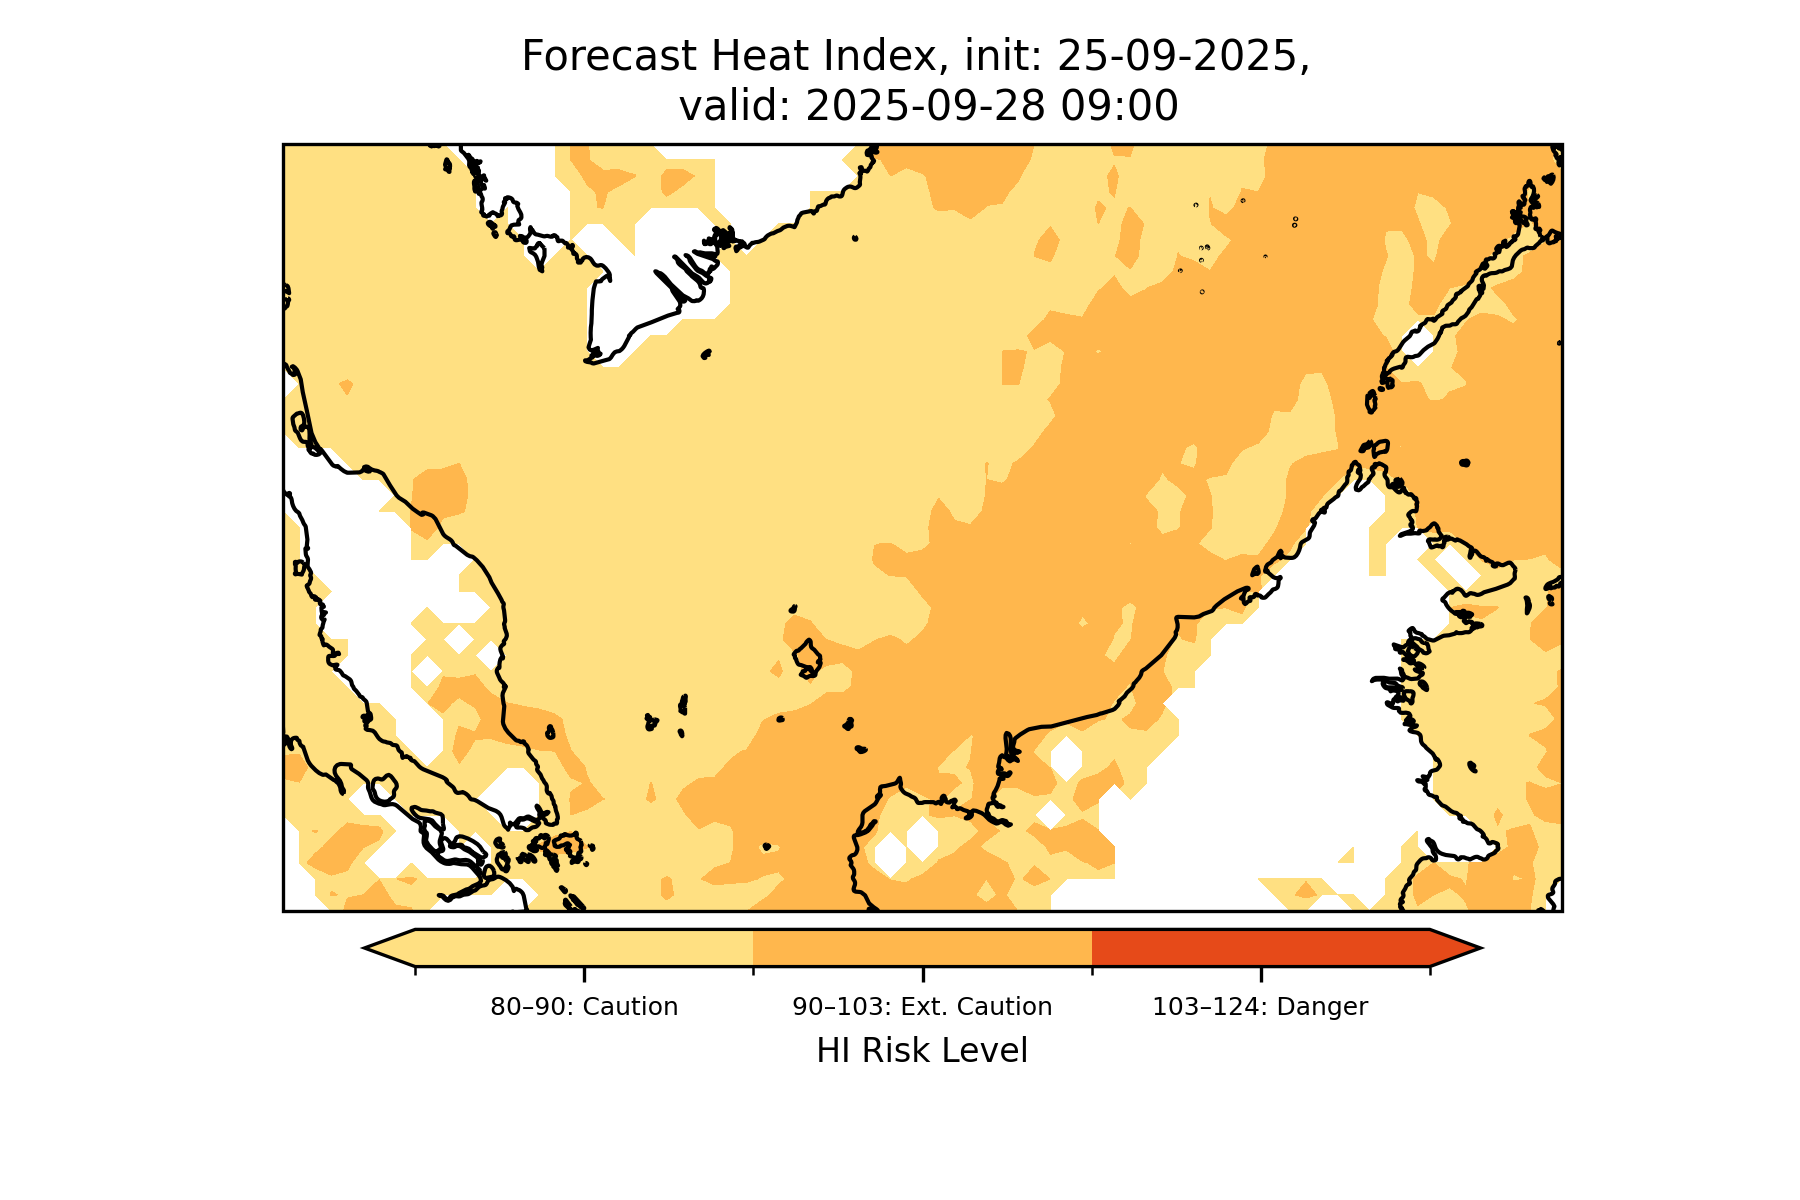 Forecast Heat Index, init: 25-09-2025,
valid: 2025-09-28 09:00
80–90: Caution
90–103: Ext. Caution
103–124: Danger
HI Risk Level